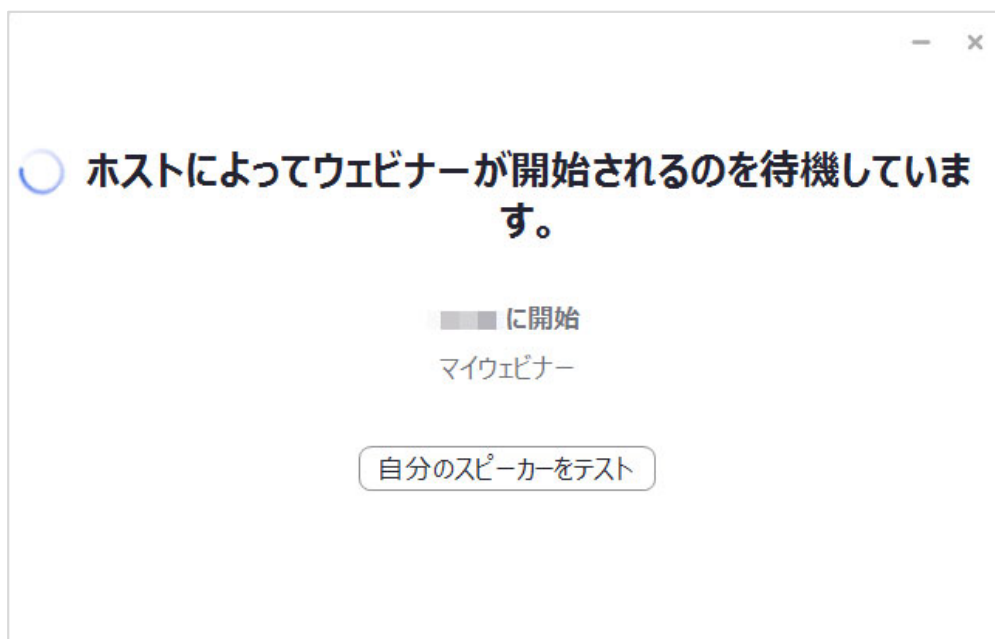 ホストによってウェビナーが開始されるのを待機していま
す。
に開始
マイウェビナー
自分のスピーカーをテスト